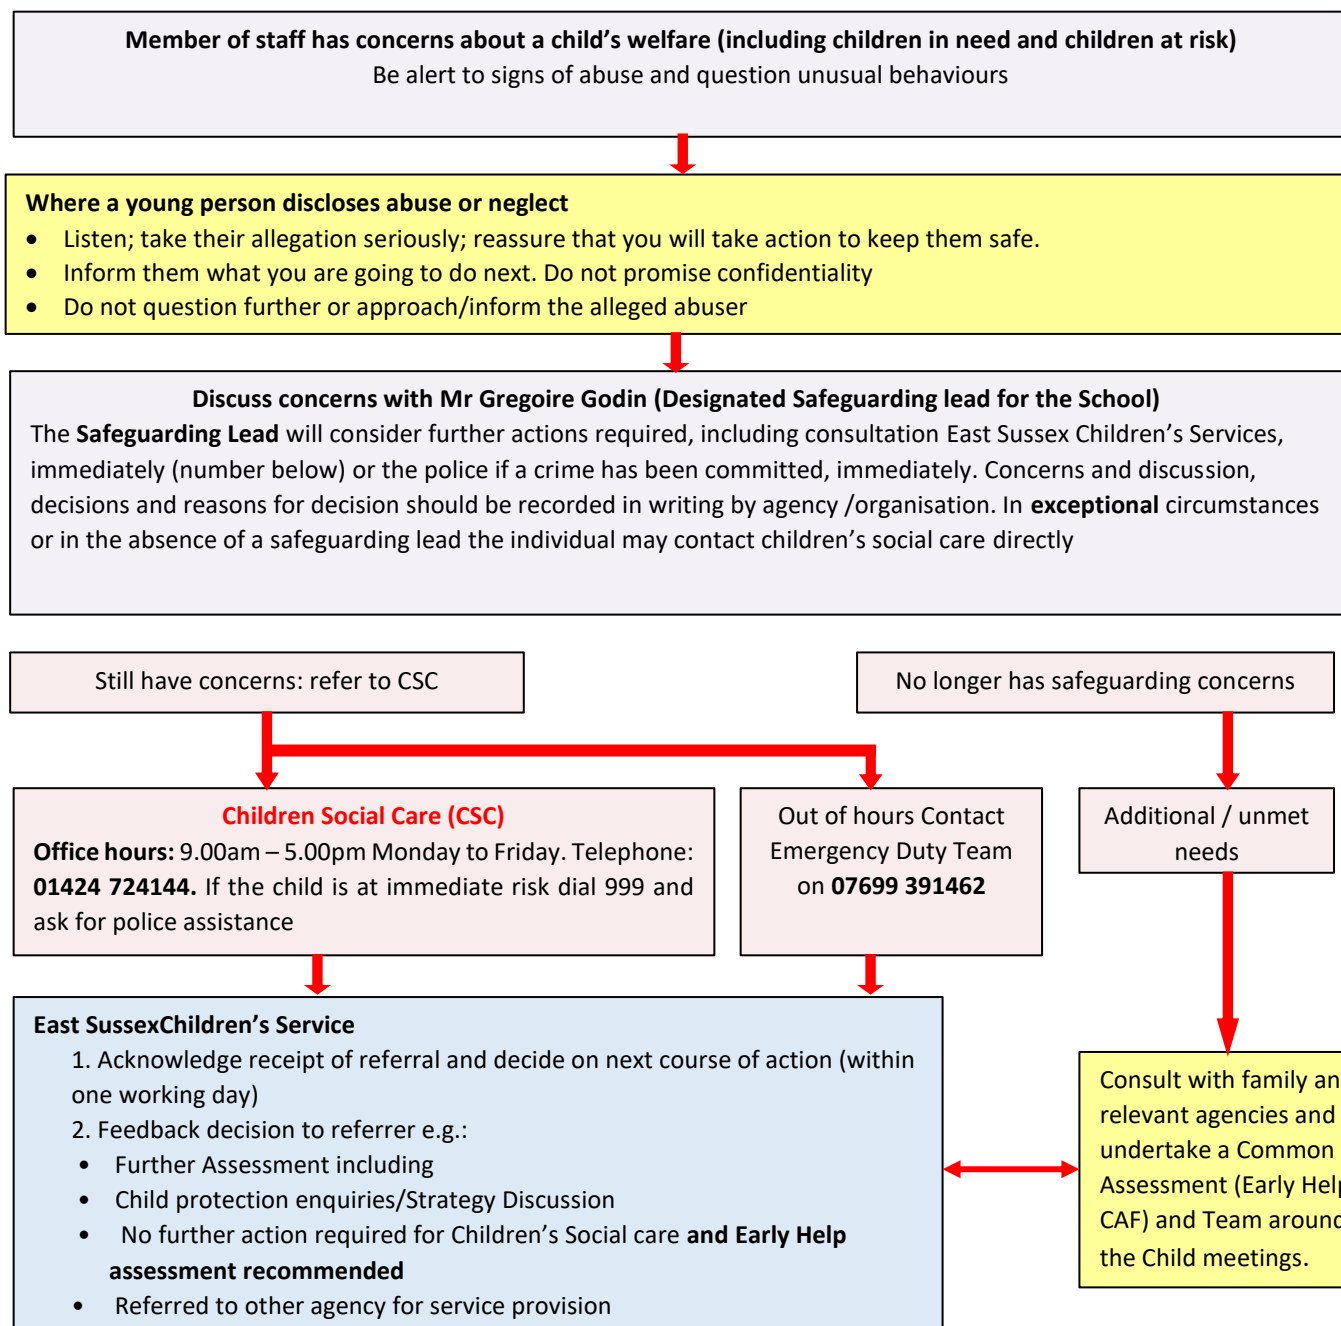 Member of staff has concerns about a child’s welfare (including children in need and children at risk)
Be alert to signs of abuse and question unusual behaviours
Where a young person discloses abuse or neglect
• Listen; take their allegation seriously; reassure that you will take action to keep them safe.
• Inform them what you are going to do next. Do not promise confidentiality
• Do not question further or approach/inform the alleged abuser
Discuss concerns with Mr Gregoire Godin (Designated Safeguarding lead for the School)
The Safeguarding Lead will consider further actions required, including consultation East Sussex Children’s Services,
immediately (number below) or the police if a crime has been committed, immediately. Concerns and discussion,
decisions and reasons for decision should be recorded in writing by agency /organisation. In exceptional circumstances
or in the absence of a safeguarding lead the individual may contact children’s social care directly
Still have concerns: refer to CSC
No longer has safeguarding concerns
Children Social Care (CSC)
Office hours: 9.00am – 5.00pm Monday to Friday. Telephone:
01424 724144. If the child is at immediate risk dial 999 and
ask for police assistance
Out of hours Contact
Emergency Duty Team
on 07699 391462
Additional / unmet
needs
East SussexChildren’s Service
1. Acknowledge receipt of referral and decide on next course of action (within
one working day)
2. Feedback decision to referrer e.g.:
• Further Assessment including
• Child protection enquiries/Strategy Discussion
• No further action required for Children’s Social care and Early Help
assessment recommended
• Referred to other agency for service provision
Consult with family an
relevant agencies and
undertake a Common
Assessment (Early Help
CAF) and Team around
the Child meetings.